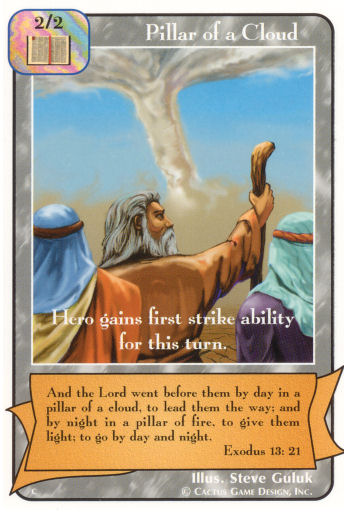 2/2
Pillar of a Cloud
Hero gains first strike ability
for this turn.
And the Lord went before them by day in a
pillar of a cloud, to lead them the way; and
by night in a pillar of fire, to give them
light; to go by day and night.
Exodus 13: 21
Illus. Steve Guluk
C
© Cactus Game Design, Inc.